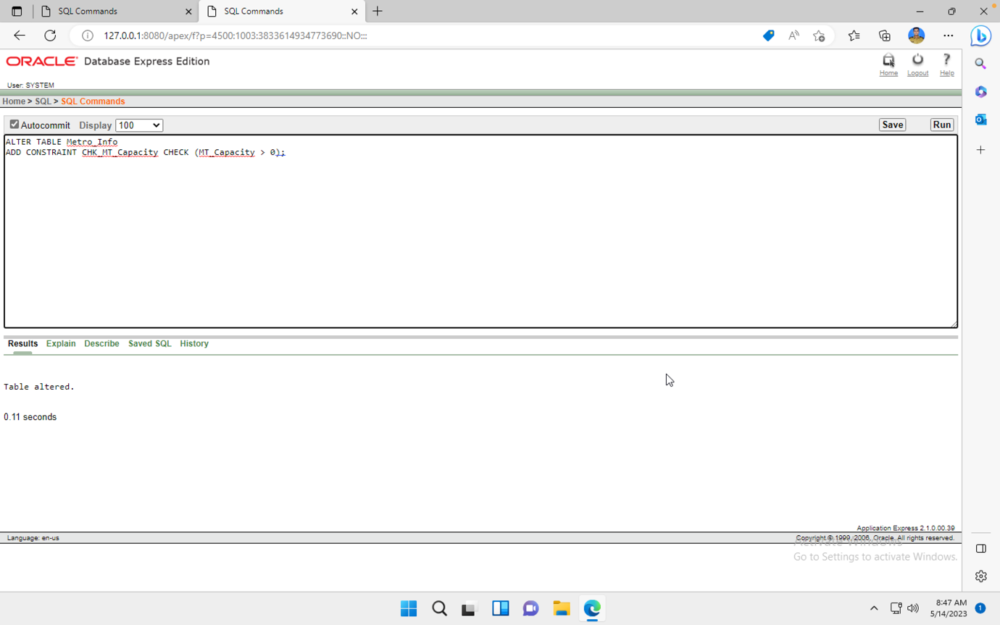 SQL Commands
SQL Commands
127.0.0.1:8080/apex/f?p=4500:1003:3833614934773690::NO:::
ORACLE® Database Express Edition
Home Logout Help
User: SYSTEM
Home > SQL > SQL Commands
Autocommit Display 100 Save Run
ALTER TABLE Metro_Info
ADD CONSTRAINT CHK_MT_Capacity CHECK (MT_Capacity > 0);
Results Explain Describe Saved SQL History
Table altered.
0.11 seconds
Application Express 2.1.0.00.39
Language: en-us Copyright © 1999, 2006, Oracle. All rights reserved.
Activate Windows
Go to Settings to activate Windows.
8:47 AM
5/14/2023
1